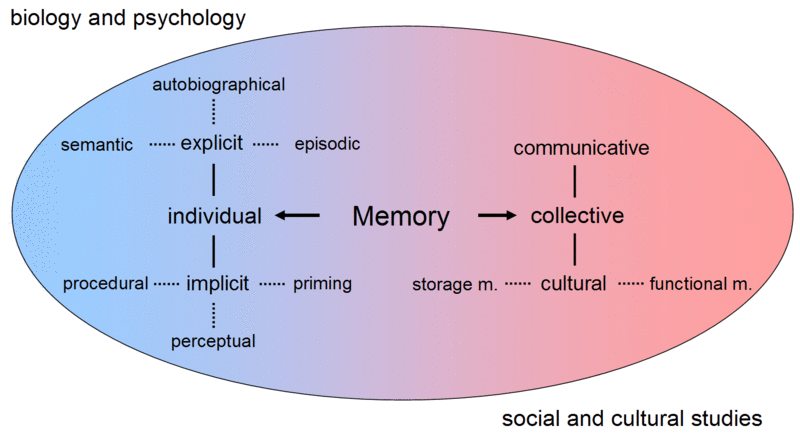 biology and psychology
autobiographical
semantic explicit episodic
communicative
individual Memory collective
procedural implicit priming
storage m. cultural functional m.
perceptual
social and cultural studies